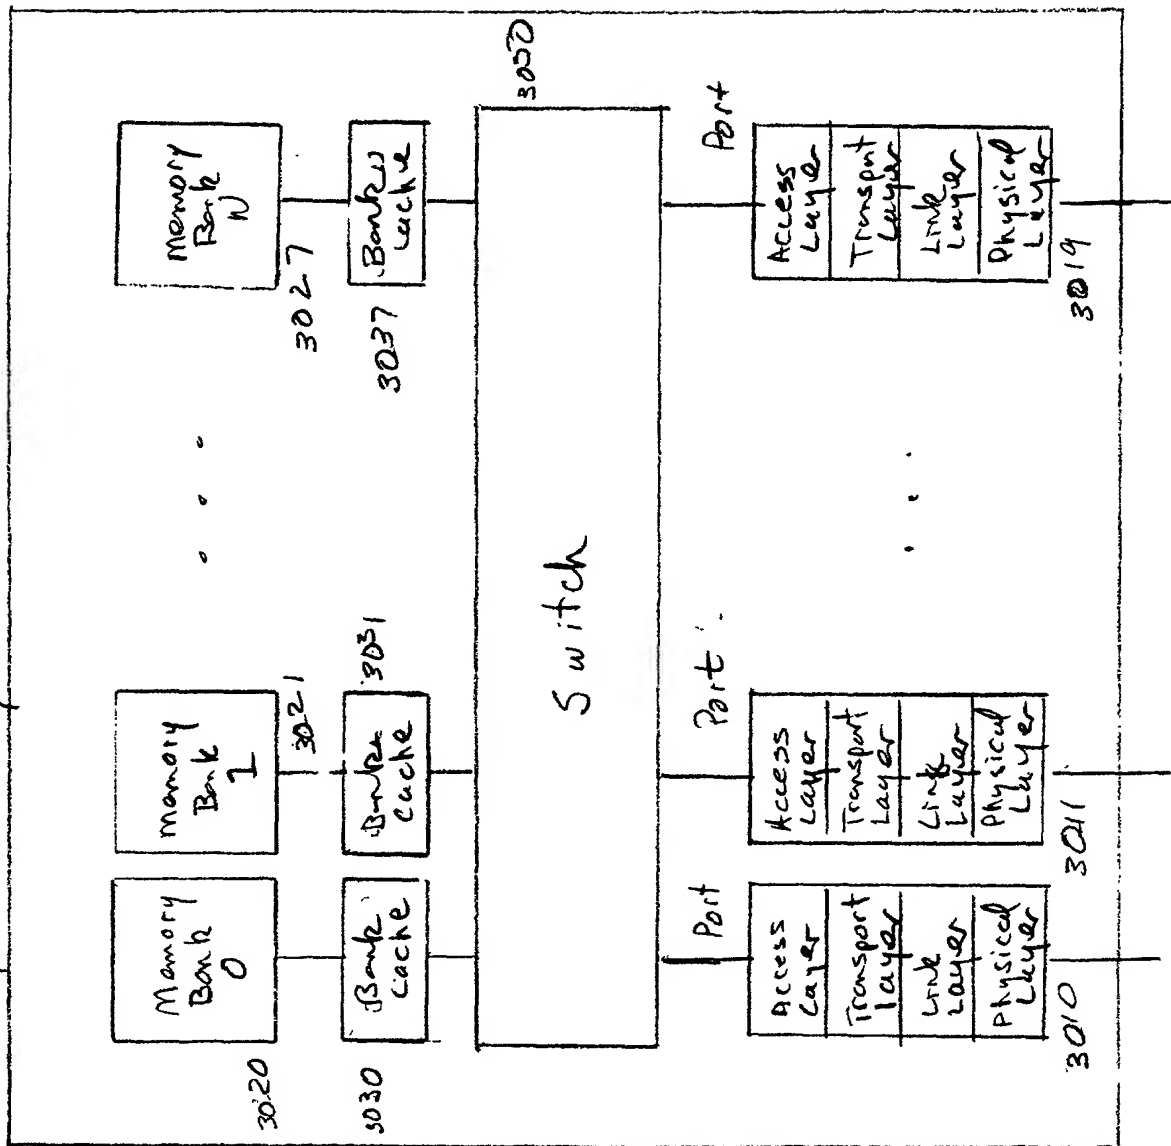 Memory
Bank
0
3020
Memory
Bank
1
3021
Memory
Bank
N
3027
Bank
Cache
3030
Bank
Cache
3031
Bank
Cache
3037
Switch
3050
Port
Access
Layer
Transport
Layer
Link
Layer
Physical
Layer
3010
Port
Access
Layer
Transport
Layer
Link
Layer
Physical
Layer
3011
Port
Access
Layer
Transport
Layer
Link
Layer
Physical
Layer
3019